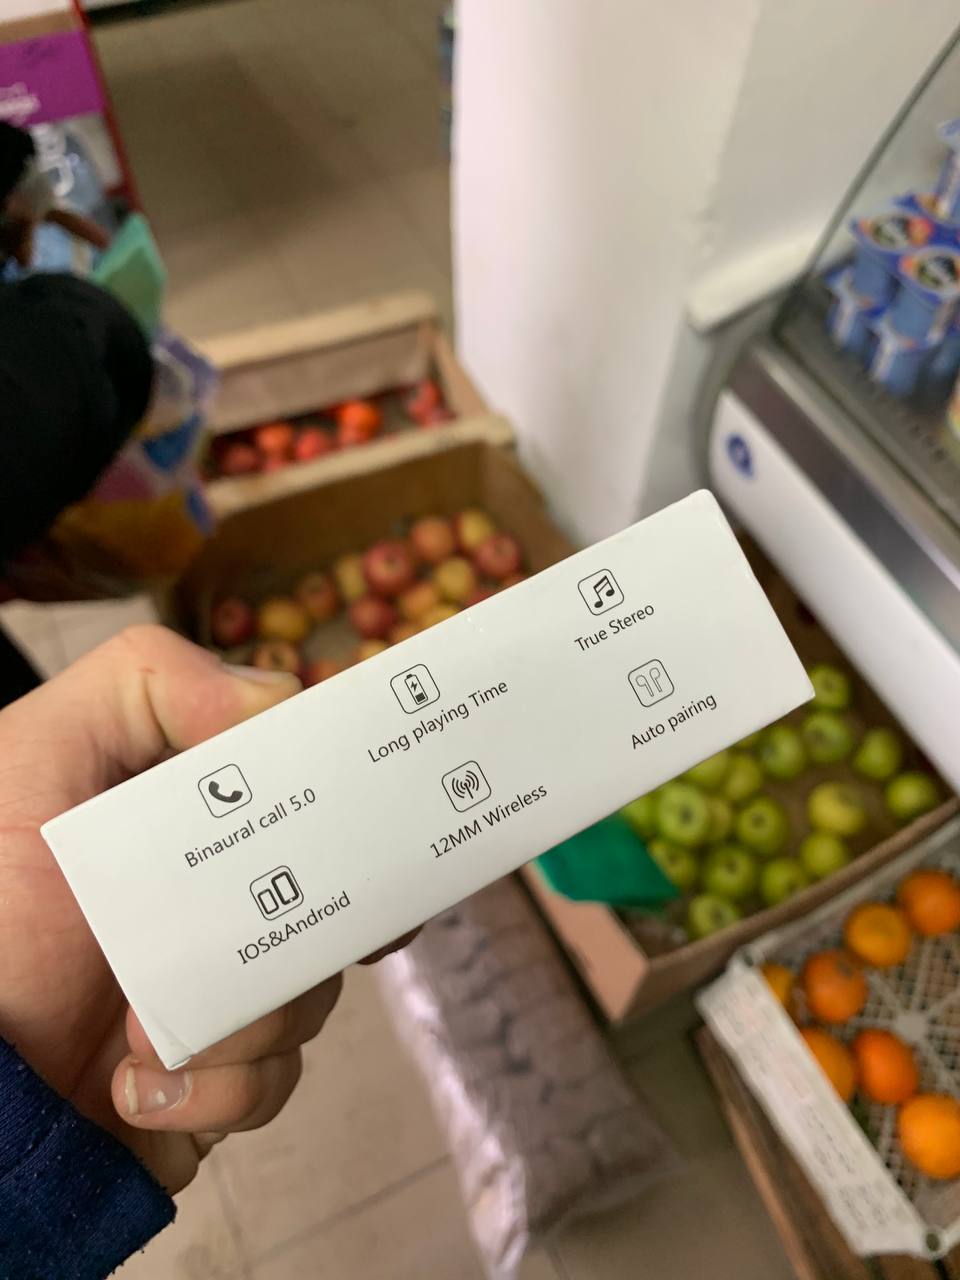 True Stereo
Long playing Time
Auto pairing
Binaural call 5.0
12MM Wireless
IOS&Android